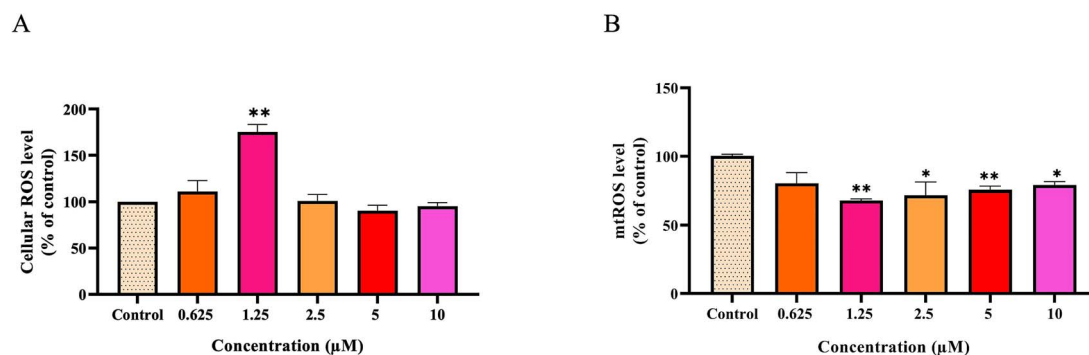 A
Cellular ROS level
(% of control)
200
150
100
50
0
**
Control 0.625 1.25 2.5 5 10
Concentration (µM)
B
mtROS level
(% of control)
150
100
50
0
** * ** *
Control 0.625 1.25 2.5 5 10
Concentration (µM)